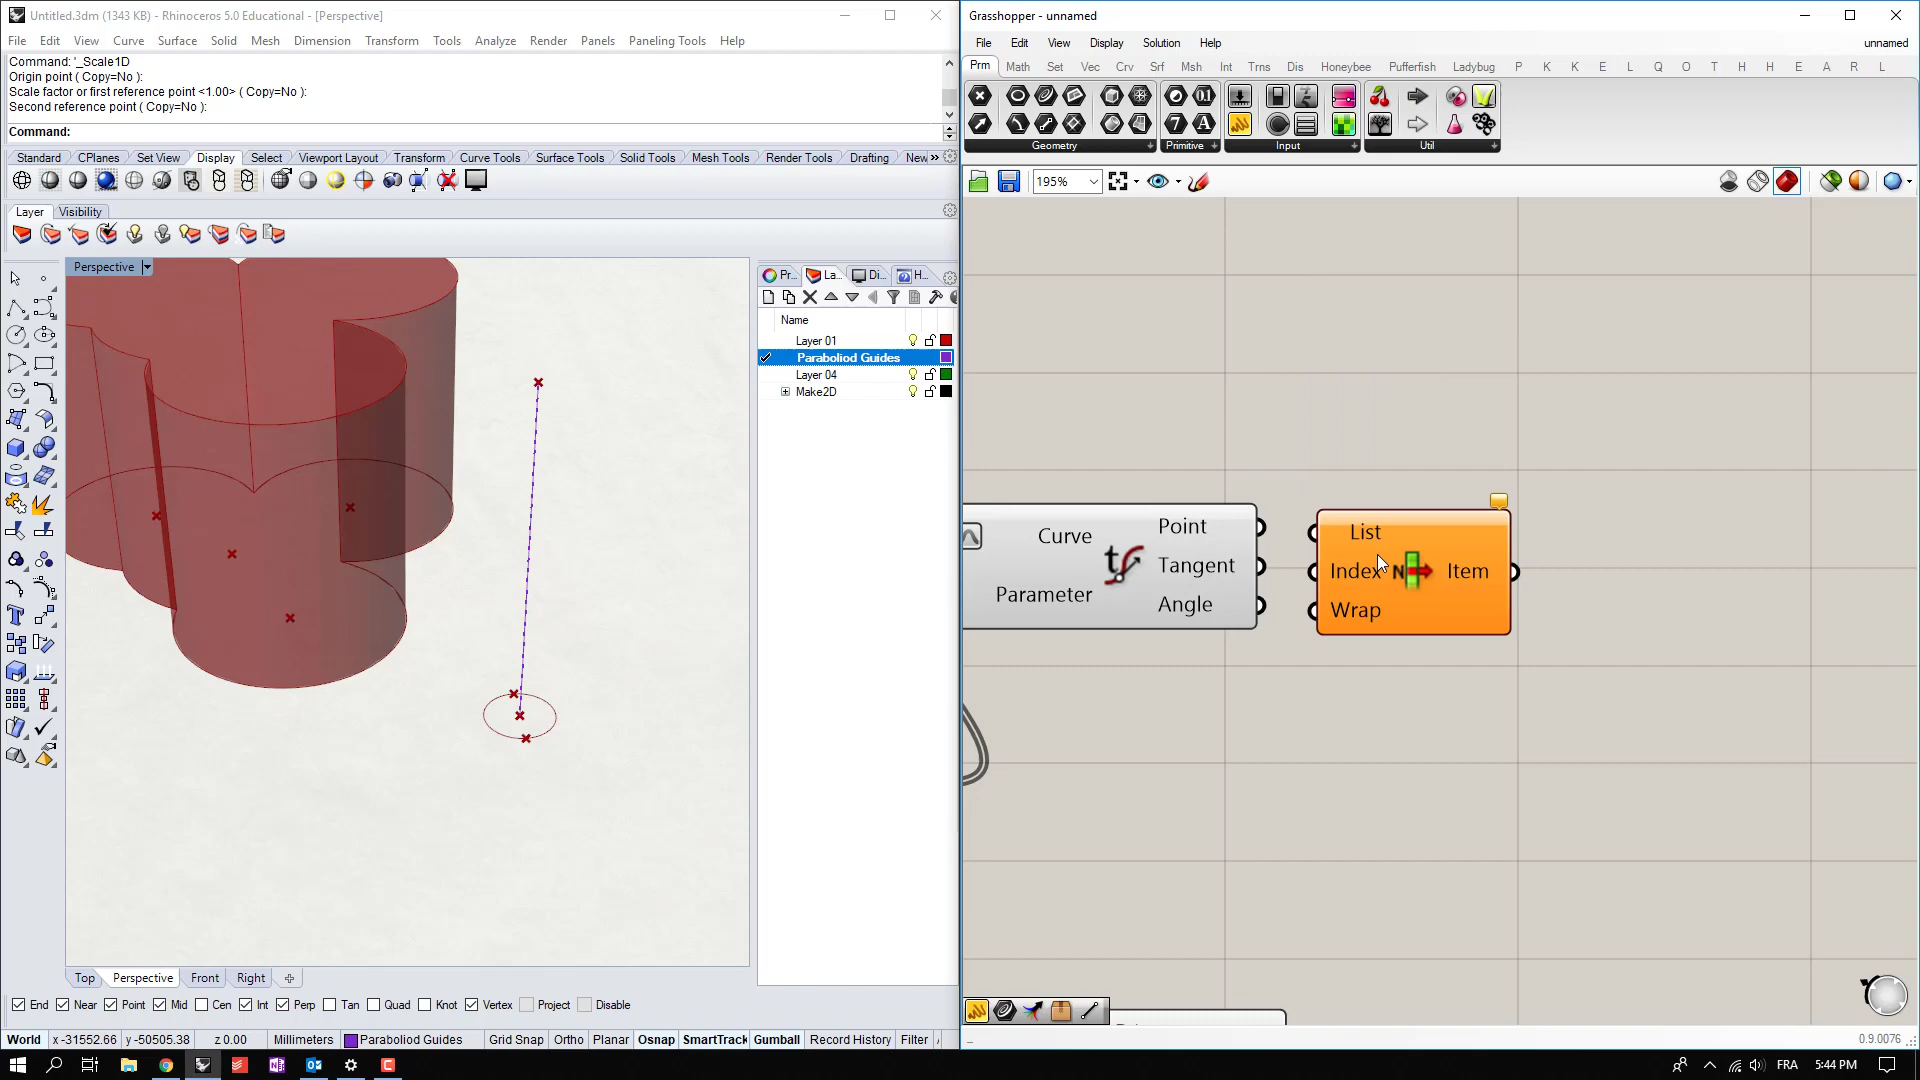 Untitled.3dm (1343 KB) - Rhinoceros 5.0 Educational - [Perspective]
File Edit View Curve Surface Solid Mesh Dimension Transform Tools Analyze Render Panels Paneling Tools Help
Command: '_Scale1D
Origin point ( Copy=No ):
Scale factor or first reference point <1.00> ( Copy=No ):
Second reference point ( Copy=No ):
Command:
Standard CPlanes Set View Display Select Viewport Layout Transform Curve Tools Surface Tools Solid Tools Mesh Tools Render Tools Drafting New »
Layer Visibility
Perspective
Pr... La... Di... H...
Name
Layer 01
Paraboliod Guides
Layer 04
Make2D
Top Perspective Front Right
End Near Point Mid Cen Int Perp Tan Quad Knot Vertex Project Disable
World x -31552.66 y -50505.38 z 0.00 Millimeters Paraboliod Guides Grid Snap Ortho Planar Osnap SmartTrack Gumball Record History Filter
Grasshopper - unnamed
File Edit View Display Solution Help unnamed
Prm Math Set Vec Crv Srf Msh Int Trns Dis Honeybee Pufferfish Ladybug P K K E L Q O T H H E A R L
Geometry Primitive Input Util
195%
Curve
Parameter
t
Point
Tangent
Angle
List
Index
Wrap
N
Item
0.9.0076
FRA 5:44 PM